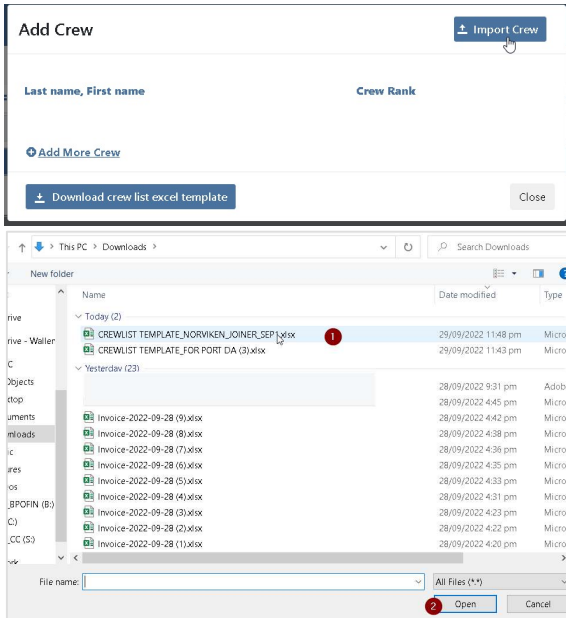 Add Crew
Import Crew
Last name, First name Crew Rank
Add More Crew
Download crew list excel template Close
This PC > Downloads > Search Downloads
New folder
Name Date modified Type
rive Today (2)
CREWLIST TEMPLATE_NORVIKEN_JOINER_SEP1.xlsx 1 29/09/2022 11:48 pm Micro
rive - Waller CREWLIST TEMPLATE_FOR PORT DA (3).xlsx 29/09/2022 11:43 pm Micro
C Yesterday (23)
Objects 28/09/2022 9:31 pm Adob
ktop 28/09/2022 4:45 pm Micro
uments Invoice-2022-09-28 (9).xlsx 28/09/2022 4:42 pm Micro
wnloads Invoice-2022-09-28 (8).xlsx 28/09/2022 4:38 pm Micro
ic Invoice-2022-09-28 (7).xlsx 28/09/2022 4:36 pm Micro
ures Invoice-2022-09-28 (6).xlsx 28/09/2022 4:35 pm Micro
os Invoice-2022-09-28 (5).xlsx 28/09/2022 4:33 pm Micro
_BPOFIN (B:) Invoice-2022-09-28 (4).xlsx 28/09/2022 4:31 pm Micro
C:) Invoice-2022-09-28 (3).xlsx 28/09/2022 4:23 pm Micro
_CC (S:) Invoice-2022-09-28 (2).xlsx 28/09/2022 4:22 pm Micro
Invoice-2022-09-28 (1).xlsx 28/09/2022 4:20 pm Micro
File name: All Files (*.*)
2 Open Cancel